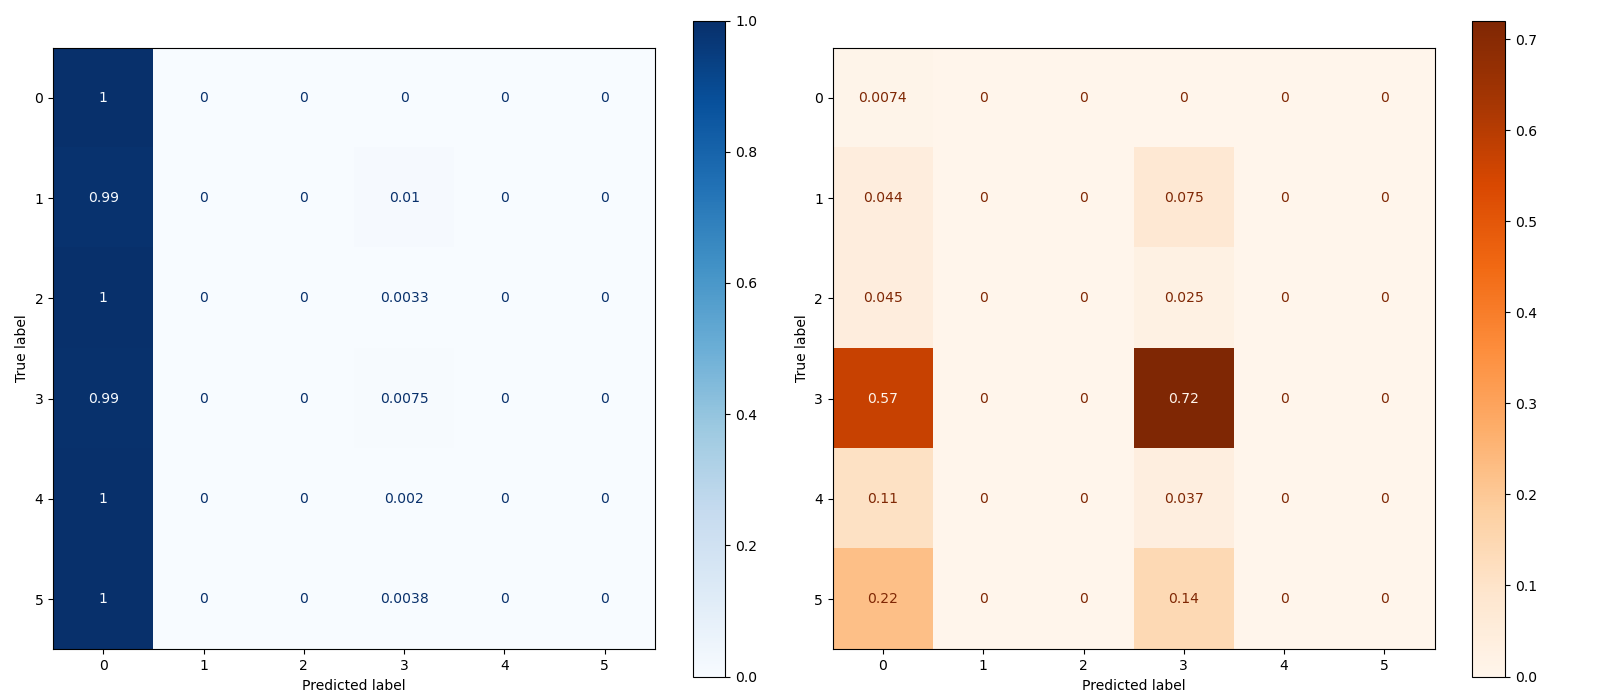 1.0
0.8
0.6
0.4
0.2
0.0
True label
0 1 0 0 0 0 0
1 0.99 0 0 0.01 0 0
2 1 0 0 0.0033 0 0
3 0.99 0 0 0.0075 0 0
4 1 0 0 0.002 0 0
5 1 0 0 0.0038 0 0
0 1 2 3 4 5
Predicted label
True label
0 0.0074 0 0 0 0 0
1 0.044 0 0 0.075 0 0
2 0.045 0 0 0.025 0 0
3 0.57 0 0 0.72 0 0
4 0.11 0 0 0.037 0 0
5 0.22 0 0 0.14 0 0
0 1 2 3 4 5
Predicted label
0.7
0.6
0.5
0.4
0.3
0.2
0.1
0.0